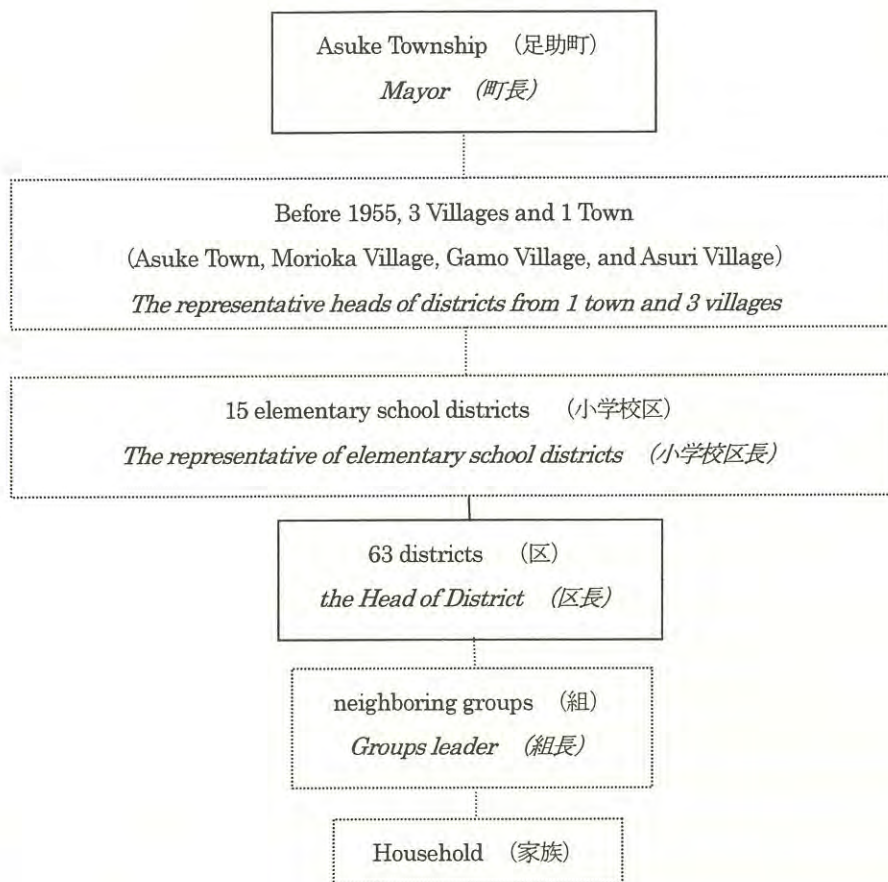 Asuke Township （足助町）
Mayor （町長）
Before 1955, 3 Villages and 1 Town
(Asuke Town, Morioka Village, Gamo Village, and Asuri Village)
The representative heads of districts from 1 town and 3 villages
15 elementary school districts （小学校区）
The representative of elementary school districts （小学校区長）
63 districts （区）
the Head of District （区長）
neighboring groups （組）
Groups leader （組長）
Household （家族）